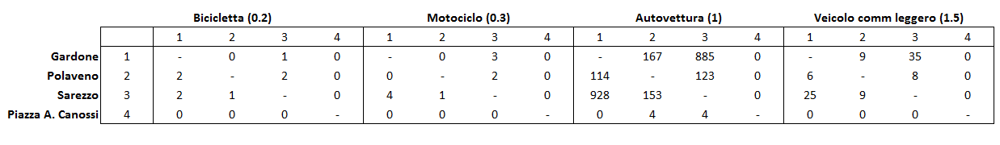 Bicicletta (0.2) Motociclo (0.3) Autovettura (1) Veicolo comm leggero (1.5)
1 2 3 4 1 2 3 4 1 2 3 4 1 2 3 4
Gardone 1 - 0 1 0 - 0 3 0 - 167 885 0 - 9 35 0
Polaveno 2 2 - 2 0 0 - 2 0 114 - 123 0 6 - 8 0
Sarezzo 3 2 1 - 0 4 1 - 0 928 153 - 0 25 9 - 0
Piazza A. Canossi 4 0 0 0 - 0 0 0 - 0 4 4 - 0 0 0 -